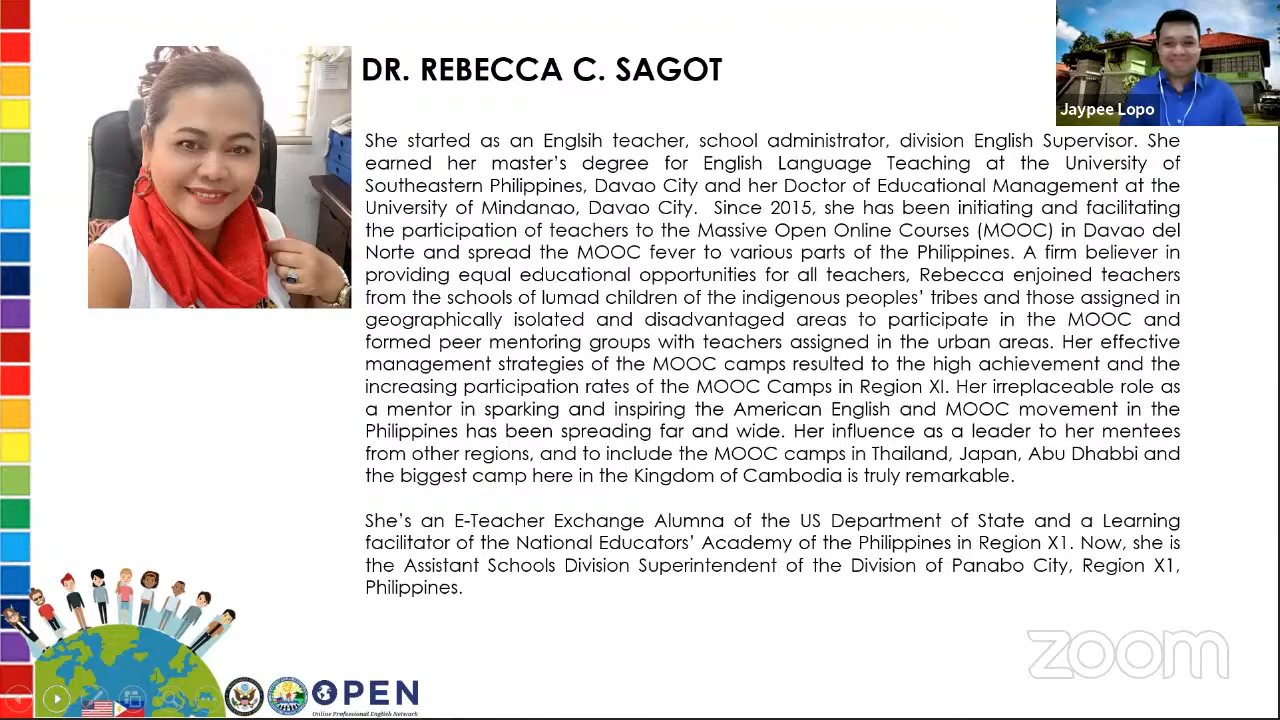 DR. REBECCA C. SAGOT
Jaypee Lopo
She started as an Englsih teacher, school administrator, division English Supervisor. She
earned her master's degree for English Language Teaching at the University of
Southeastern Philippines, Davao City and her Doctor of Educational Management at the
University of Mindanao, Davao City. Since 2015, she has been initiating and facilitating
the participation of teachers to the Massive Open Online Courses (MOOC) in Davao del
Norte and spread the MOOC fever to various parts of the Philippines. A firm believer in
providing equal educational opportunities for all teachers, Rebecca enjoined teachers
from the schools of lumad children of the indigenous peoples' tribes and those assigned in
geographically isolated and disadvantaged areas to participate in the MOOC and
formed peer mentoring groups with teachers assigned in the urban areas. Her effective
management strategies of the MOOC camps resulted to the high achievement and the
increasing participation rates of the MOOC Camps in Region XI. Her irreplaceable role as
a mentor in sparking and inspiring the American English and MOOC movement in the
Philippines has been spreading far and wide. Her influence as a leader to her mentees
from other regions, and to include the MOOC camps in Thailand, Japan, Abu Dhabbi and
the biggest camp here in the Kingdom of Cambodia is truly remarkable.
She's an E-Teacher Exchange Alumna of the US Department of State and a Learning
facilitator of the National Educators' Academy of the Philippines in Region X1. Now, she is
the Assistant Schools Division Superintendent of the Division of Panabo City, Region X1,
Philippines.
zoom
OPEN
Online Professional English Network